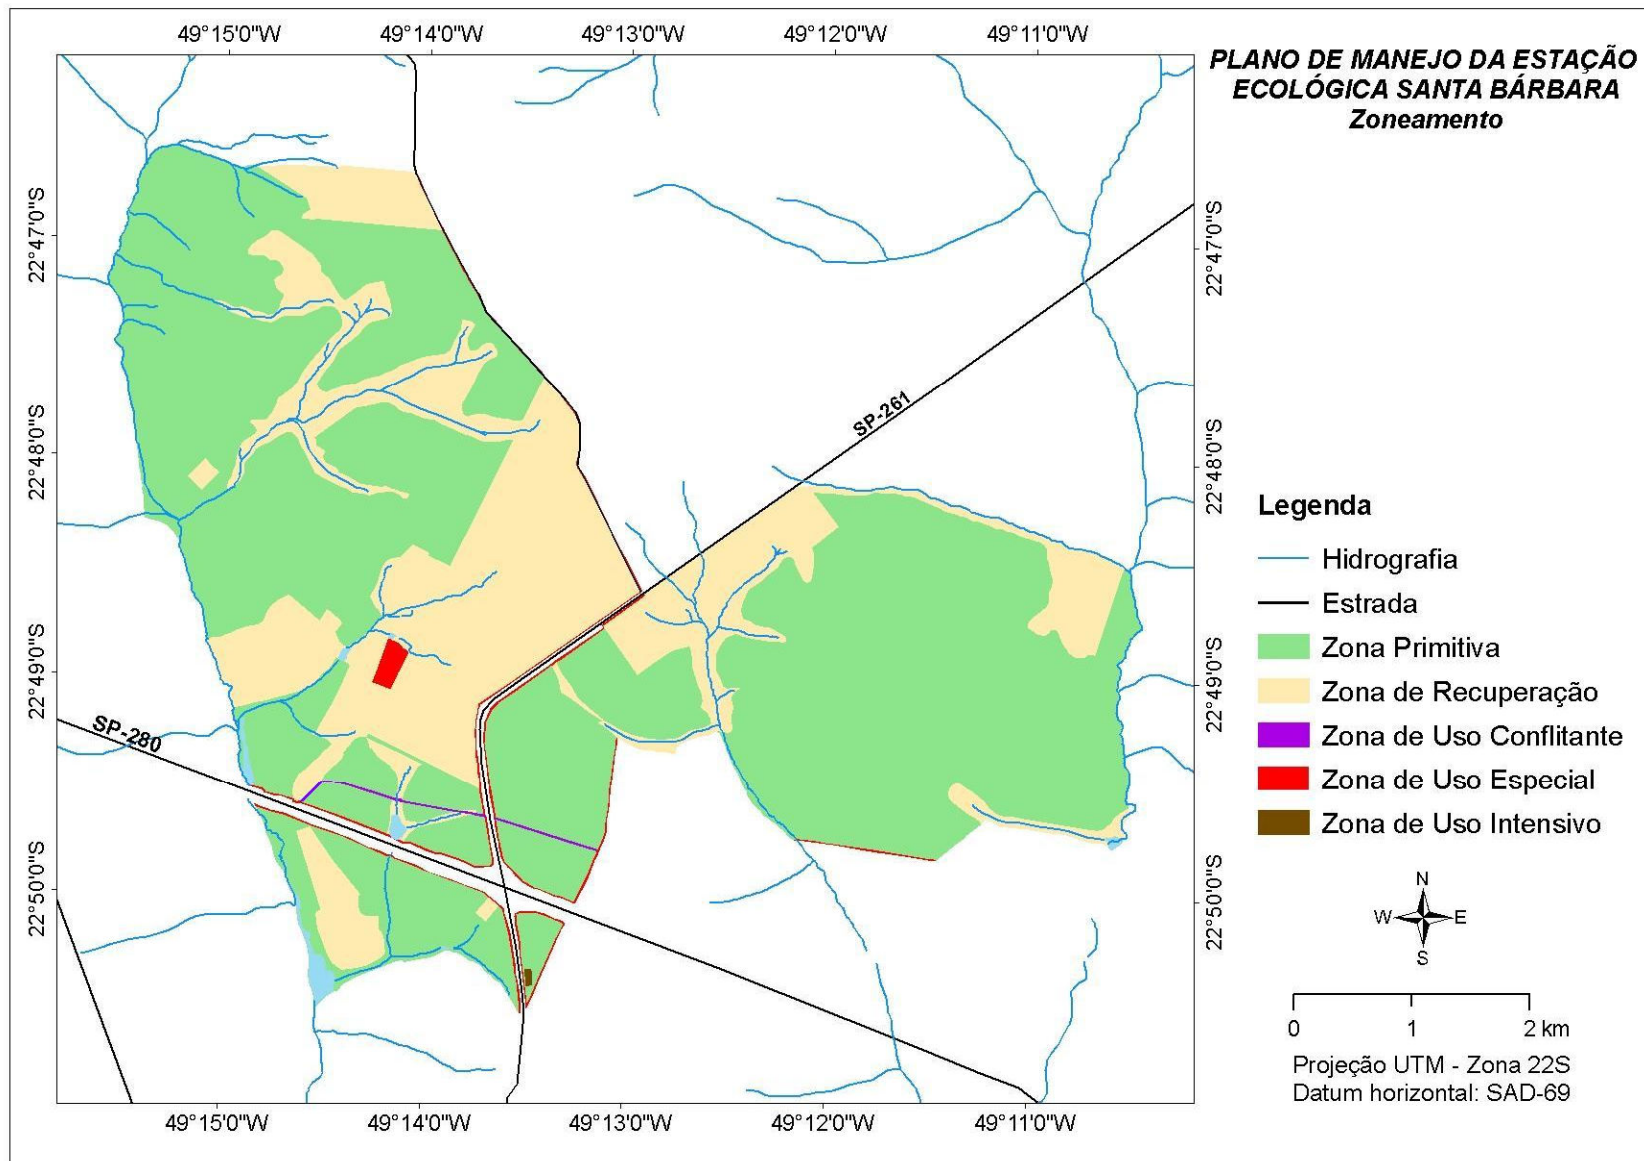 49°15'0"W 49°14'0"W 49°13'0"W 49°12'0"W 49°11'0"W
PLANO DE MANEJO DA ESTAÇÃO
ECOLÓGICA SANTA BÁRBARA
Zoneamento
22°47'0"S
22°47'0"S
SP-261
22°48'0"S
22°48'0"S
Legenda
Hidrografia
Estrada
Zona Primitiva
Zona de Recuperação
Zona de Uso Conflitante
Zona de Uso Especial
Zona de Uso Intensivo
22°49'0"S
22°49'0"S
SP-280
22°50'0"S
22°50'0"S
N
W E
S
0 1 2 km
Projeção UTM - Zona 22S
Datum horizontal: SAD-69
49°15'0"W 49°14'0"W 49°13'0"W 49°12'0"W 49°11'0"W